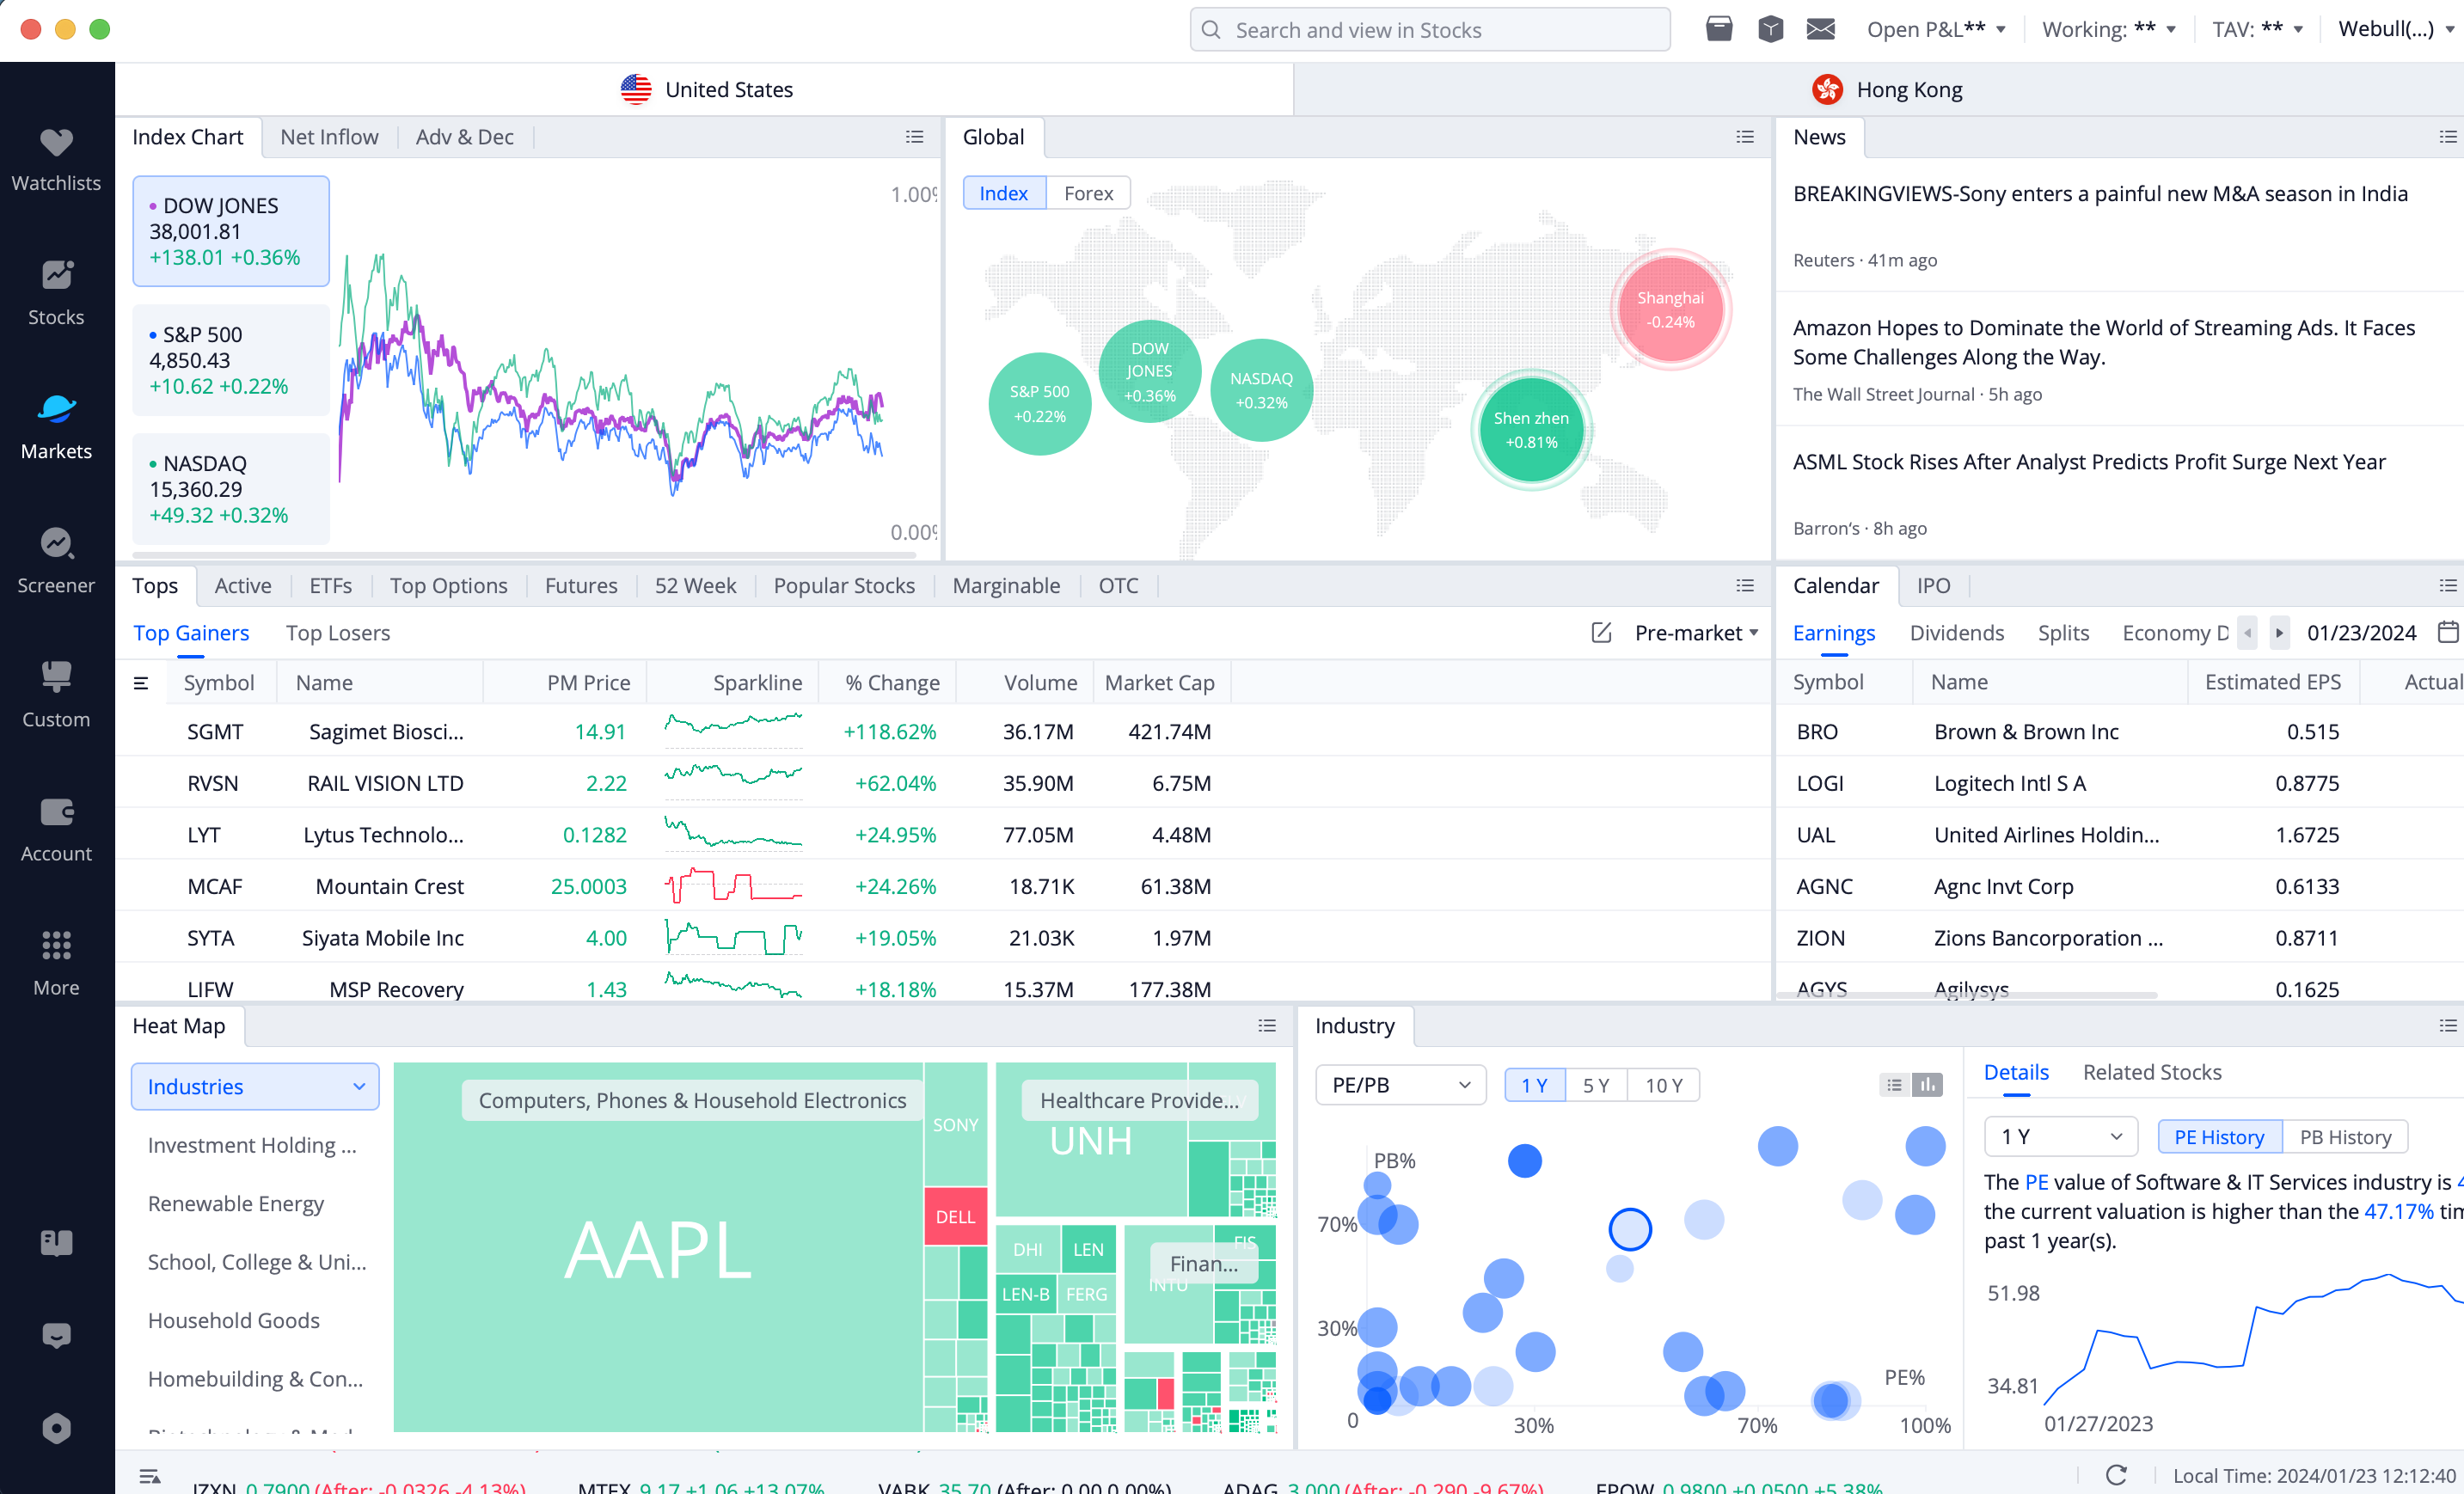 Search and view in Stocks
Open P&L**
Working: **
TAV: **
Webull(...)
United States
Hong Kong
Watchlists
Stocks
Markets
Screener
Custom
Account
More
Index Chart
Net Inflow
Adv & Dec
DOW JONES
38,001.81
+138.01 +0.36%
S&P 500
4,850.43
+10.62 +0.22%
NASDAQ
15,360.29
+49.32 +0.32%
1.00%
0.00%
Global
Index
Forex
S&P 500
+0.22%
DOW
JONES
+0.36%
NASDAQ
+0.32%
Shen zhen
+0.81%
Shanghai
-0.24%
News
BREAKINGVIEWS-Sony enters a painful new M&A season in India
Reuters · 41m ago
Amazon Hopes to Dominate the World of Streaming Ads. It Faces
Some Challenges Along the Way.
The Wall Street Journal · 5h ago
ASML Stock Rises After Analyst Predicts Profit Surge Next Year
Barron's · 8h ago
Tops
Active
ETFs
Top Options
Futures
52 Week
Popular Stocks
Marginable
OTC
Top Gainers
Top Losers
Pre-market
Symbol Name PM Price Sparkline % Change Volume Market Cap
SGMT Sagimet Biosci... 14.91 +118.62% 36.17M 421.74M
RVSN RAIL VISION LTD 2.22 +62.04% 35.90M 6.75M
LYT Lytus Technolo... 0.1282 +24.95% 77.05M 4.48M
MCAF Mountain Crest 25.0003 +24.26% 18.71K 61.38M
SYTA Siyata Mobile Inc 4.00 +19.05% 21.03K 1.97M
LIFW MSP Recovery 1.43 +18.18% 15.37M 177.38M
Calendar
IPO
Earnings
Dividends
Splits
Economy D
01/23/2024
Symbol Name Estimated EPS Actual
BRO Brown & Brown Inc 0.515
LOGI Logitech Intl S A 0.8775
UAL United Airlines Holdin... 1.6725
AGNC Agnc Invt Corp 0.6133
ZION Zions Bancorporation ... 0.8711
AGYS Agilysys 0.1625
Heat Map
Industries
Investment Holding ...
Renewable Energy
School, College & Uni...
Household Goods
Homebuilding & Con...
Computers, Phones & Household Electronics
AAPL
SONY
DELL
Healthcare Provide...
UNH
DHI
LEN
LEN-B
FERG
Finan...
INTU
FIS
Industry
PE/PB
1 Y
5 Y
10 Y
PB%
70%
30%
0
30%
70%
100%
PE%
Details
Related Stocks
1 Y
PE History
PB History
The PE value of Software & IT Services industry is 4
the current valuation is higher than the 47.17% tim
past 1 year(s).
51.98
34.81
01/27/2023
IZXN 0.7900 (After: -0.0326 -4.13%)
MTEX 9.17 +1.06 +13.07%
VABK 35.70 (After: 0.00 0.00%)
ADAG 3.000 (After: -0.290 -9.67%)
EPOW 0.9800 +0.0500 +5.38%
Local Time: 2024/01/23 12:12:40